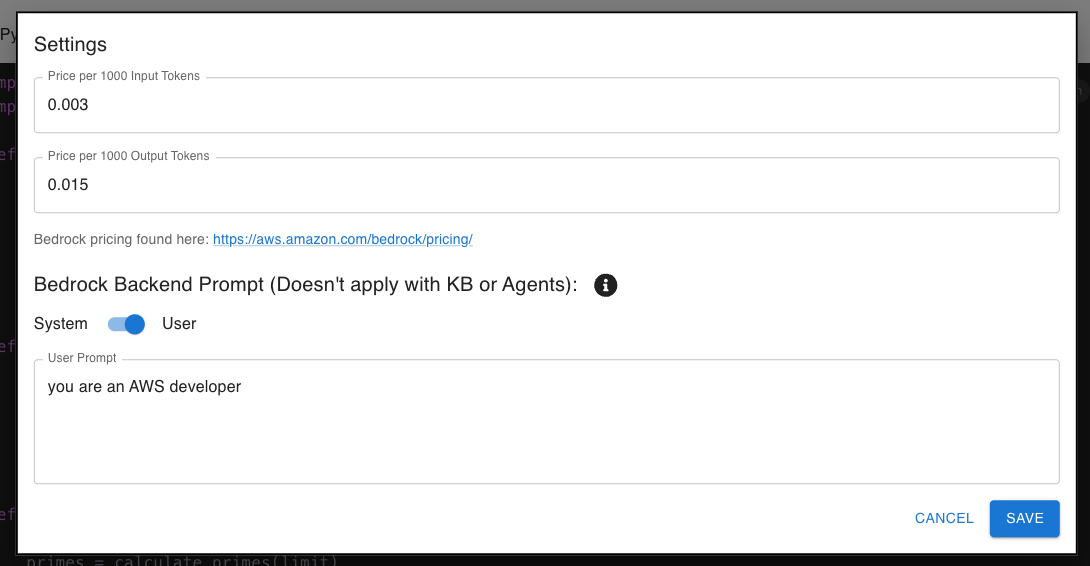 Settings
Price per 1000 Input Tokens
0.003
Price per 1000 Output Tokens
0.015
Bedrock pricing found here: https://aws.amazon.com/bedrock/pricing/
Bedrock Backend Prompt (Doesn't apply with KB or Agents):
System User
User Prompt
you are an AWS developer
CANCEL SAVE
primes = calculate_primes(limit)